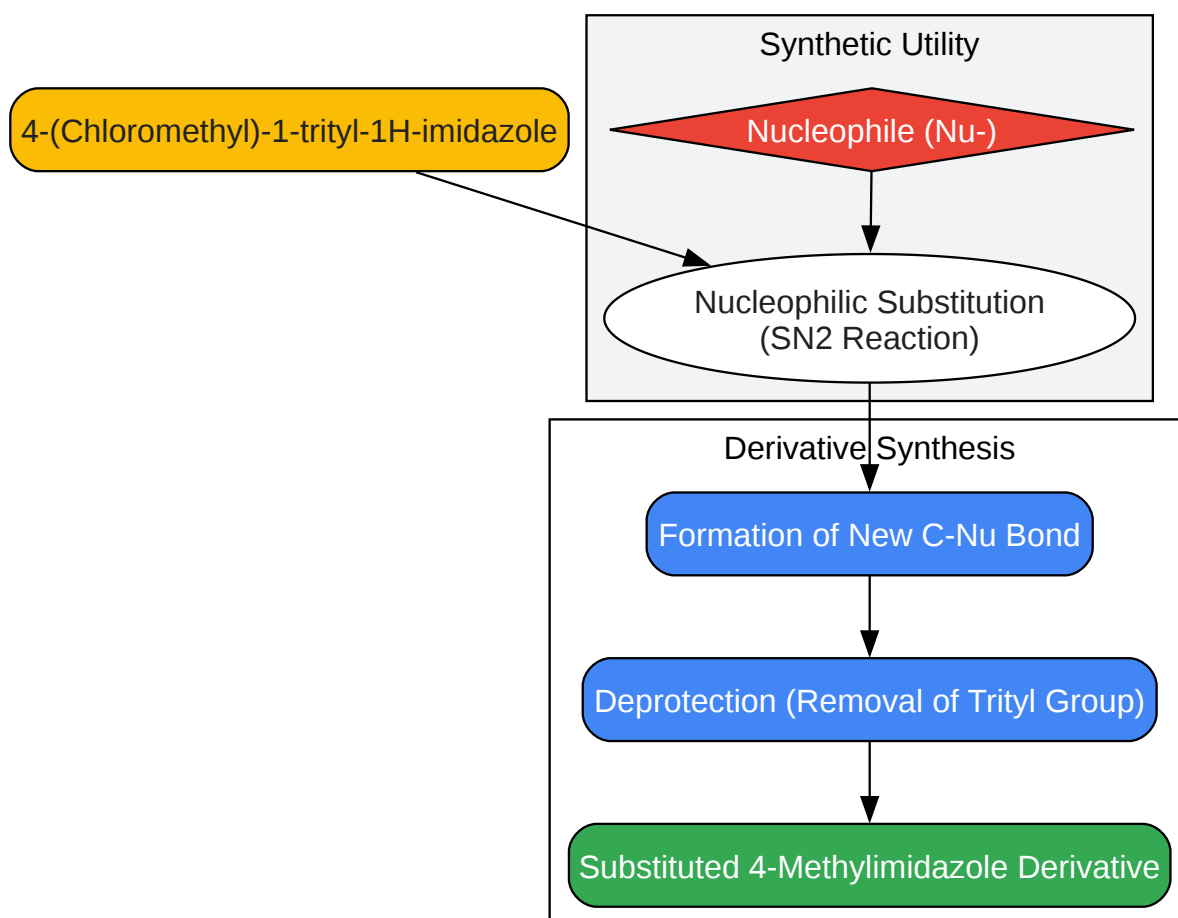 Synthetic Utility
4-(Chloromethyl)-1-trityl-1H-imidazole
Nucleophile (Nu-)
Nucleophilic Substitution
(SN2 Reaction)
Derivative Synthesis
Formation of New C-Nu Bond
Deprotection (Removal of Trityl Group)
Substituted 4-Methylimidazole Derivative